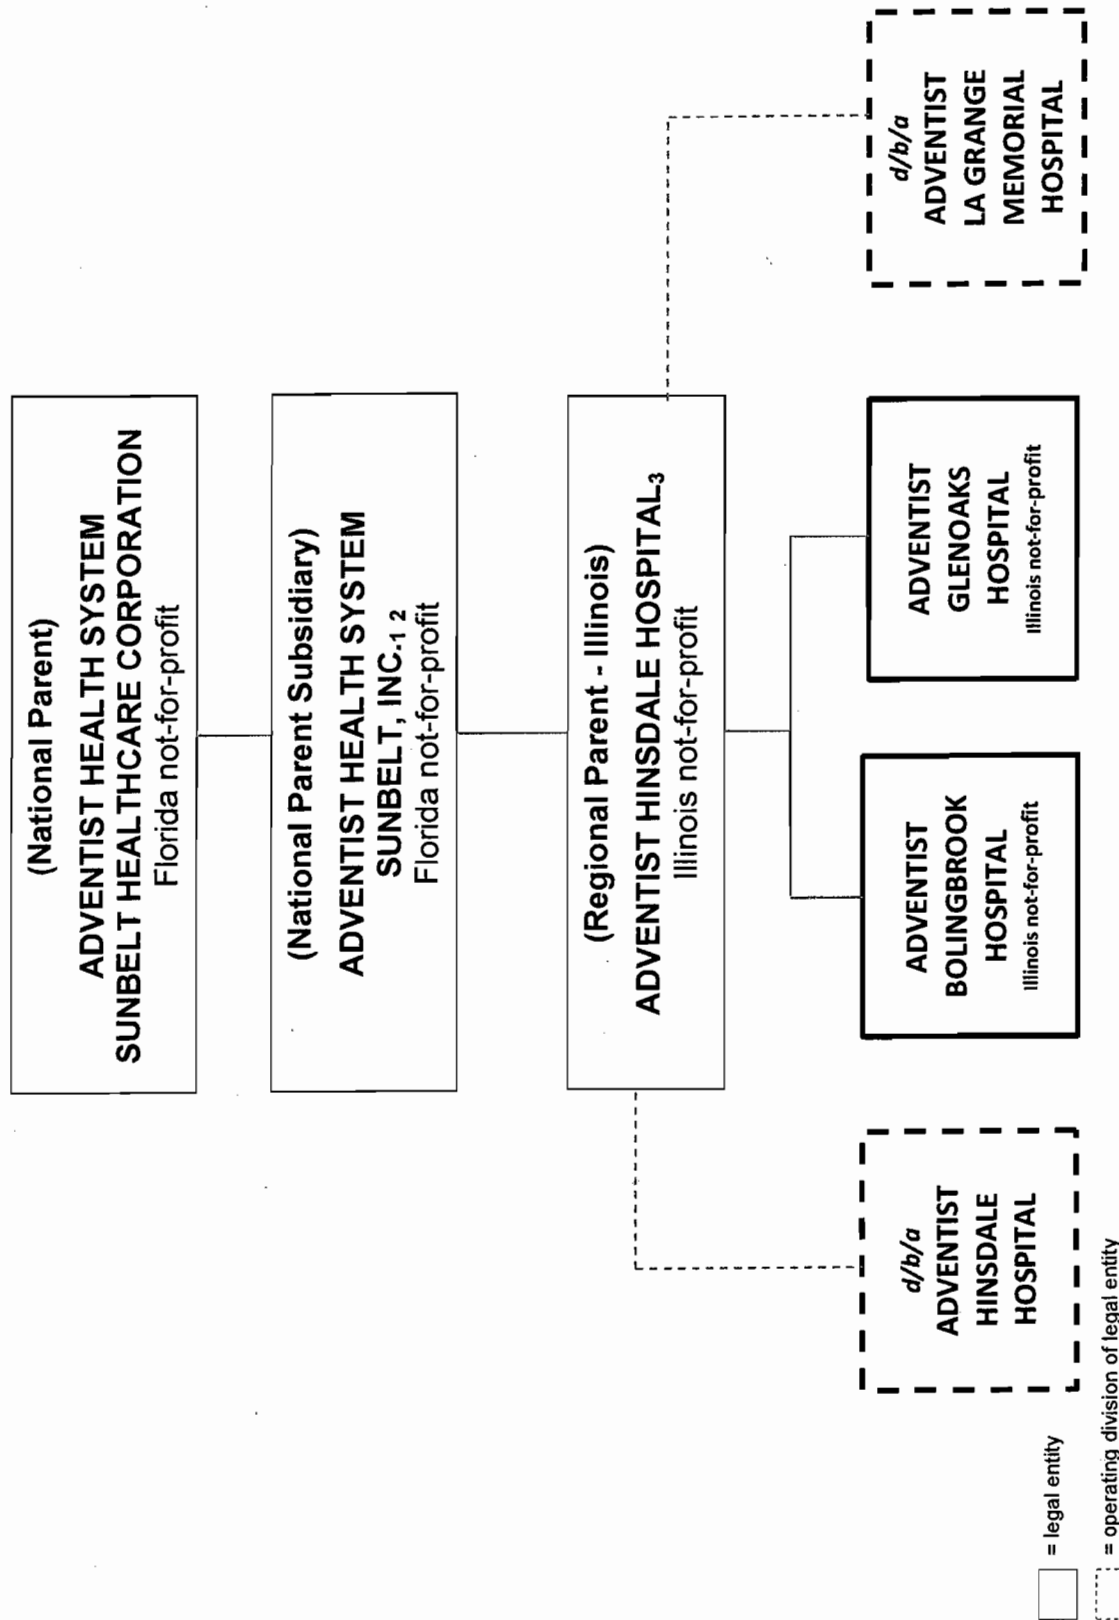 (National Parent)
ADVENTIST HEALTH SYSTEM
SUNBELT HEALTHCARE CORPORATION
Florida not-for-profit
(National Parent Subsidiary)
ADVENTIST HEALTH SYSTEM
SUNBELT, INC.1 2
Florida not-for-profit
(Regional Parent - Illinois)
ADVENTIST HINSDALE HOSPITAL3
Illinois not-for-profit
d/b/a
ADVENTIST
HINSDALE
HOSPITAL
ADVENTIST
BOLINGBROOK
HOSPITAL
Illinois not-for-profit
ADVENTIST
GLENOAKS
HOSPITAL
Illinois not-for-profit
d/b/a
ADVENTIST
LA GRANGE
MEMORIAL
HOSPITAL
= legal entity
= operating division of legal entity